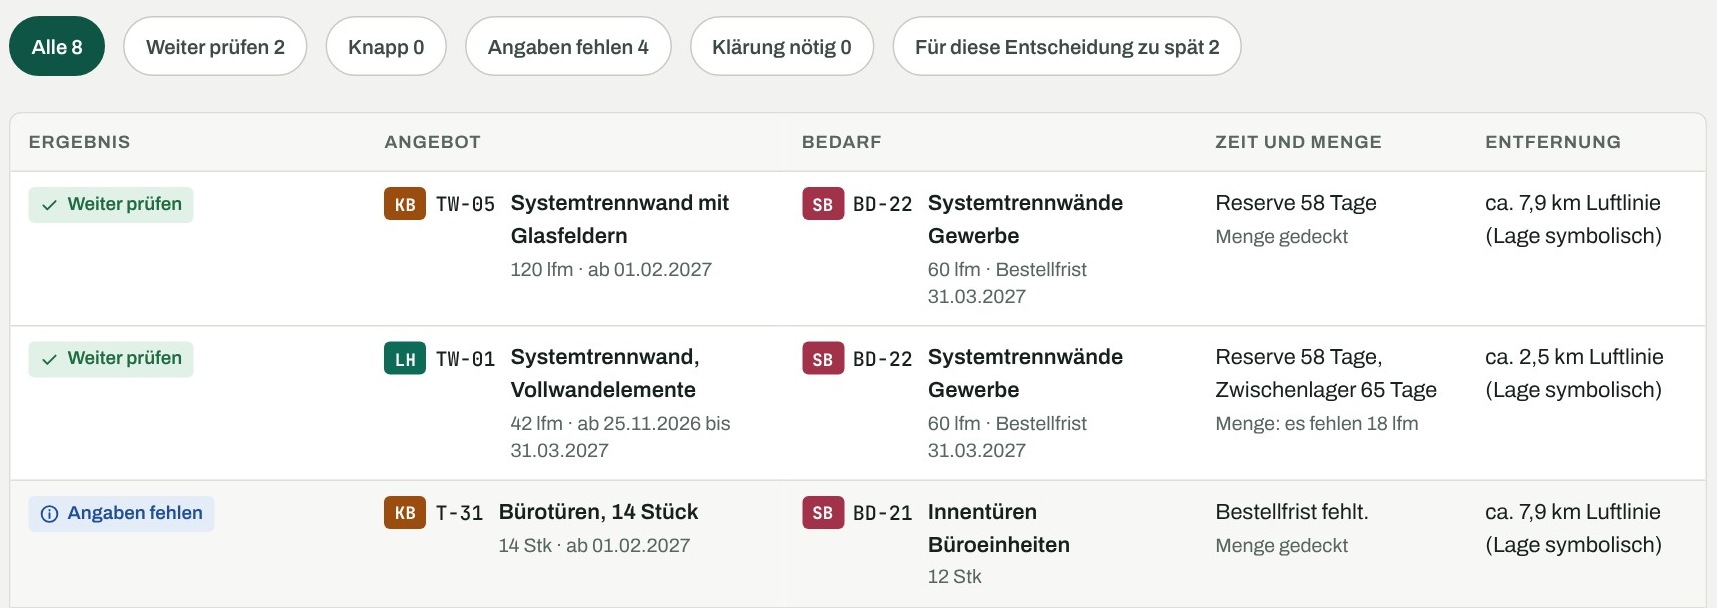 Alle 8
Weiter prüfen 2
Knapp 0
Angaben fehlen 4
Klärung nötig 0
Für diese Entscheidung zu spät 2
ERGEBNIS
ANGEBOT
BEDARF
ZEIT UND MENGE
ENTFERNUNG
Weiter prüfen
KB TW-05
Systemtrennwand mit
Glasfeldern
120 lfm · ab 01.02.2027
SB BD-22
Systemtrennwände
Gewerbe
60 lfm · Bestellfrist
31.03.2027
Reserve 58 Tage
Menge gedeckt
ca. 7,9 km Luftlinie
(Lage symbolisch)
Weiter prüfen
LH TW-01
Systemtrennwand,
Vollwandelemente
42 lfm · ab 25.11.2026 bis
31.03.2027
SB BD-22
Systemtrennwände
Gewerbe
60 lfm · Bestellfrist
31.03.2027
Reserve 58 Tage,
Zwischenlager 65 Tage
Menge: es fehlen 18 lfm
ca. 2,5 km Luftlinie
(Lage symbolisch)
Angaben fehlen
KB T-31
Bürotüren, 14 Stück
14 Stk · ab 01.02.2027
SB BD-21
Innentüren
Büroeinheiten
12 Stk
Bestellfrist fehlt.
Menge gedeckt
ca. 7,9 km Luftlinie
(Lage symbolisch)